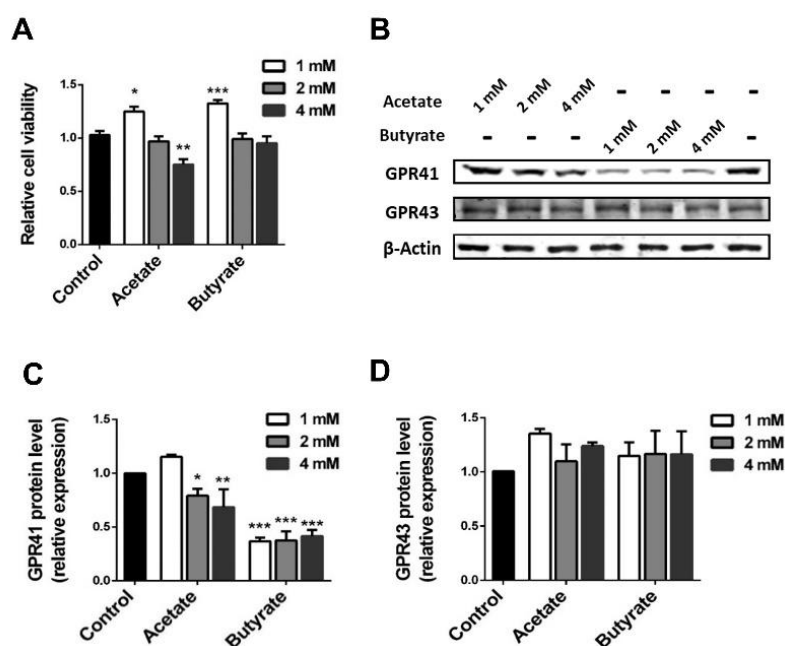 A
Relative cell viability
1.5
1.0
0.5
0.0
*
**
***
1 mM
2 mM
4 mM
Control
Acetate
Butyrate
B
Acetate 1 mM 2 mM 4 mM - - - -
Butyrate - - - 1 mM 2 mM 4 mM -
GPR41
GPR43
β-Actin
C
GPR41 protein level
(relative expression)
1.5
1.0
0.5
0.0
* **
*** *** ***
1 mM
2 mM
4 mM
Control
Acetate
Butyrate
D
GPR43 protein level
(relative expression)
1.5
1.0
0.5
0.0
1 mM
2 mM
4 mM
Control
Acetate
Butyrate